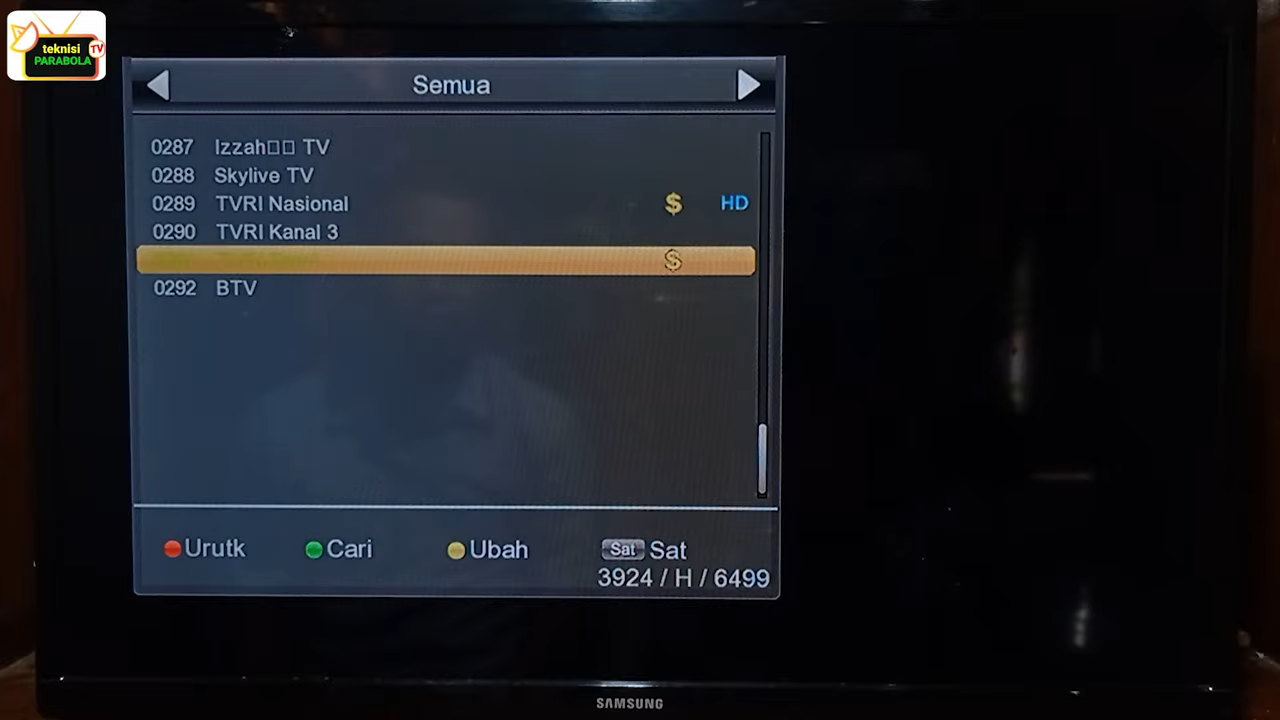 teknisi TV
PARABOLA
Semua
0287 Izzah□□ TV
0288 Skylive TV
0289 TVRI Nasional $ HD
0290 TVRI Kanal 3
$
0292 BTV
Urutk Cari Ubah Sat Sat
3924 / H / 6499
SAMSUNG